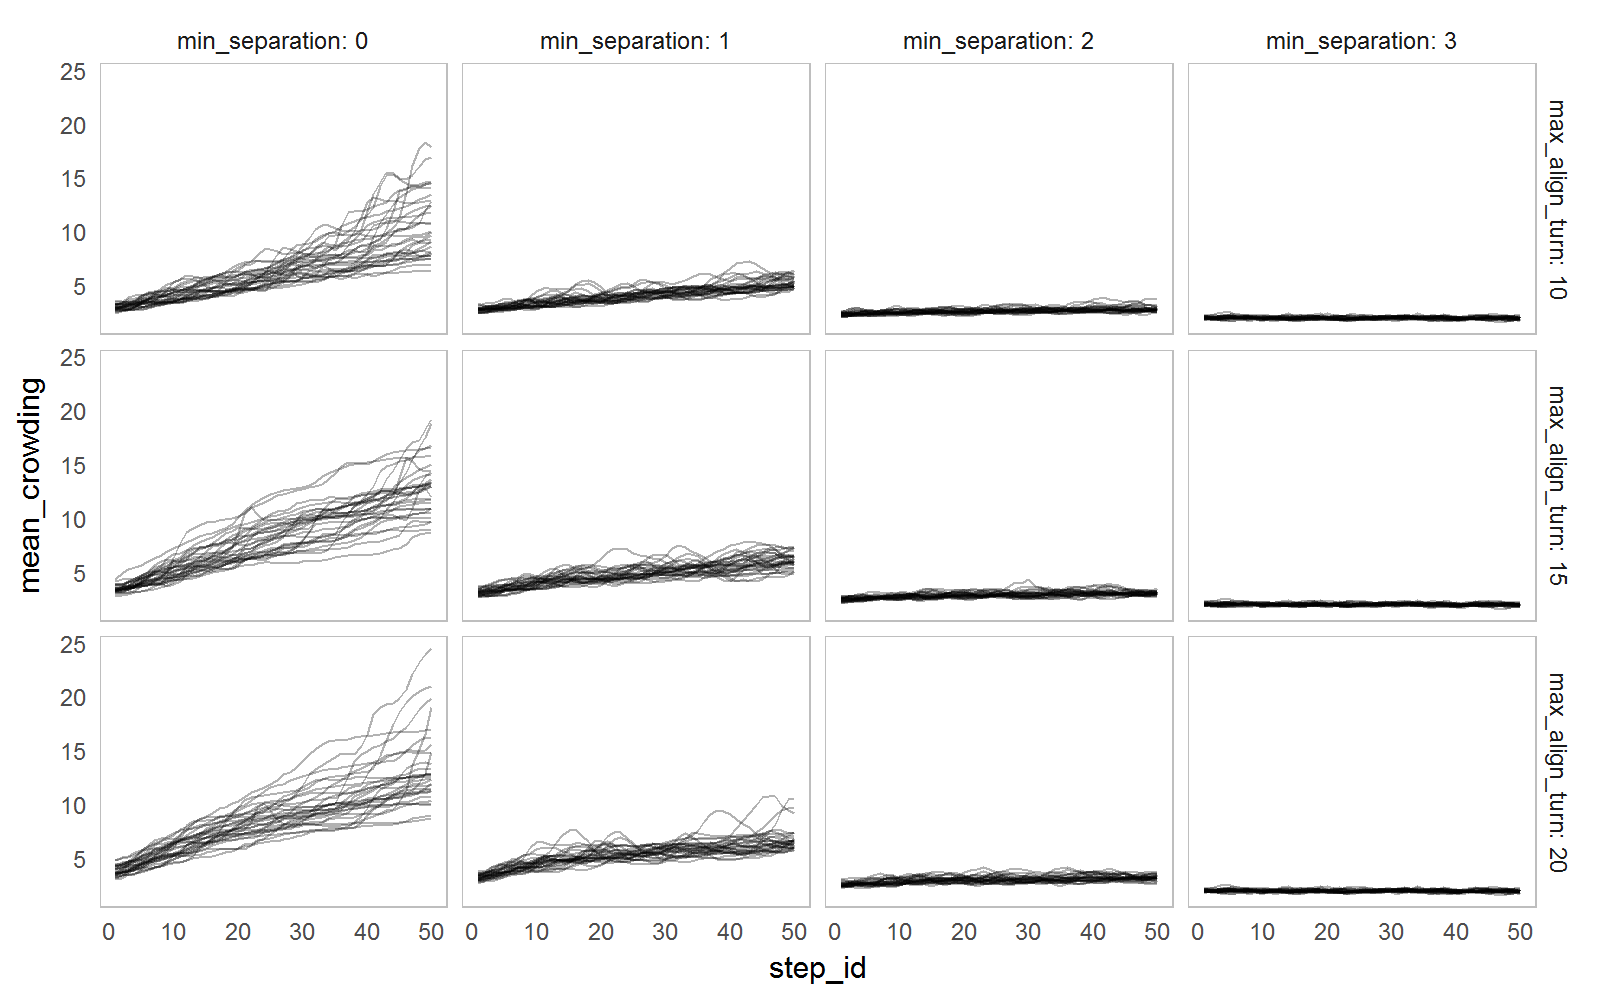 min_separation: 0
min_separation: 1
min_separation: 2
min_separation: 3
25
20
15
10
5
max_align_turn: 10
mean_crowding
25
20
15
10
5
max_align_turn: 15
25
20
15
10
5
max_align_turn: 20
0 10 20 30 40 50
0 10 20 30 40 50
0 10 20 30 40 50
0 10 20 30 40 50
step_id